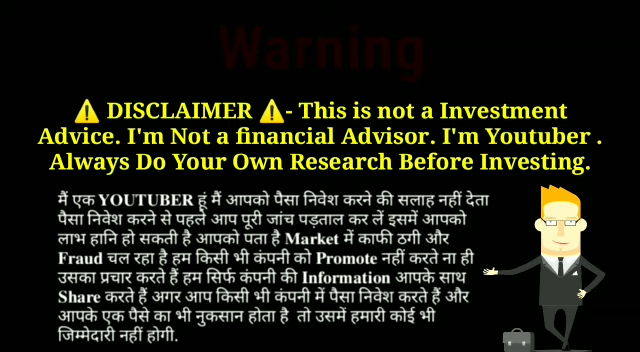 Warning
⚠️ DISCLAIMER ⚠️- This is not a Investment
Advice. I'm Not a financial Advisor. I'm Youtuber .
Always Do Your Own Research Before Investing.
मैं एक YOUTUBER हूं मैं आपको पैसा निवेश करने की सलाह नहीं देता
पैसा निवेश करने से पहले आप पूरी जांच पड़ताल कर लें इसमें आपको
लाभ हानि हो सकती है आपको पता है Market में काफी ठगी और
Fraud चल रहा है हम किसी भी कंपनी को Promote नहीं करते ना ही
उसका प्रचार करते हैं हम सिर्फ कंपनी की Information आपके साथ
Share करते हैं अगर आप किसी भी कंपनी में पैसा निवेश करते हैं और
आपके एक पैसे का भी नुकसान होता है तो उसमें हमारी कोई भी
जिम्मेदारी नहीं होगी.